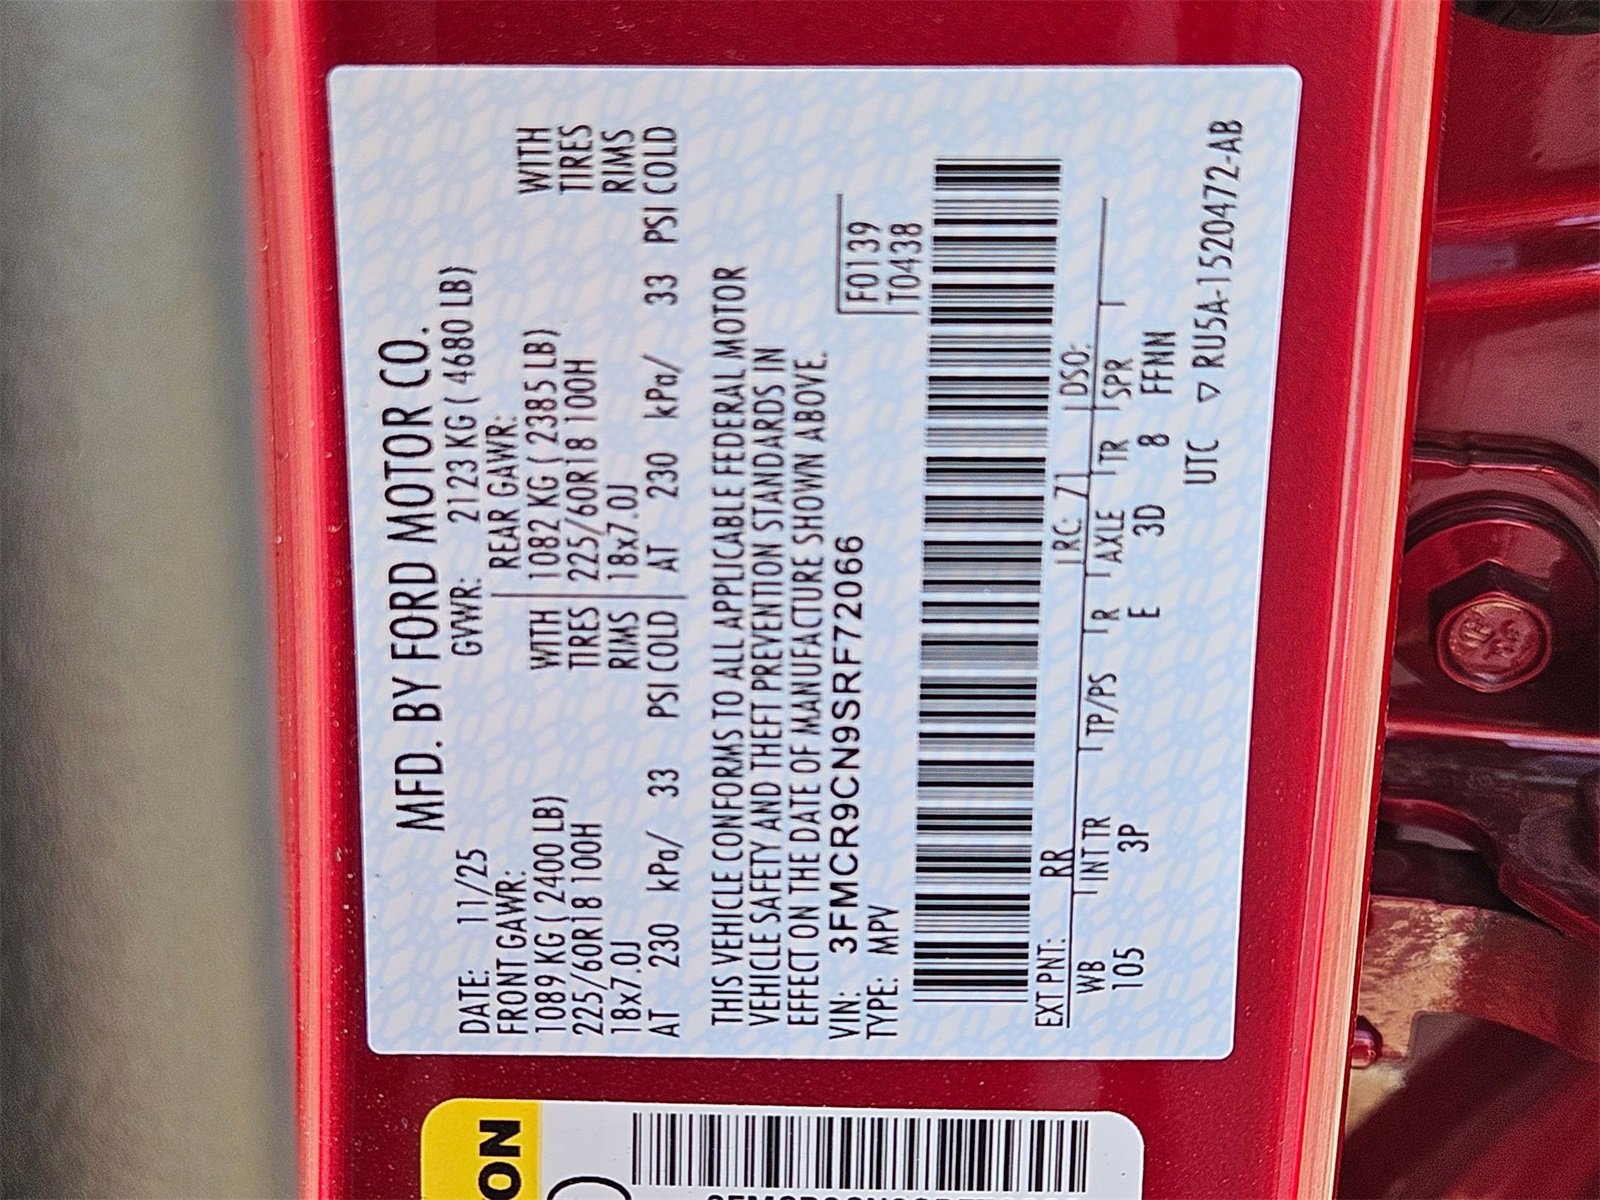 MFD. BY FORD MOTOR CO.
DATE: 11/25 GVWR: 2123 KG ( 4680 LB)
FRONT GAWR: REAR GAWR:
1089 KG ( 2400 LB) WITH 1082 KG ( 2385 LB) WITH
225/60R18 100H TIRES 225/60R18 100H TIRES
18x7.0J RIMS 18x7.0J RIMS
AT 230 kPa/ 33 PSI COLD AT 230 kPa/ 33 PSI COLD
THIS VEHICLE CONFORMS TO ALL APPLICABLE FEDERAL MOTOR
VEHICLE SAFETY AND THEFT PREVENTION STANDARDS IN
EFFECT ON THE DATE OF MANUFACTURE SHOWN ABOVE.
VIN: 3FMCR9CN9SRF72066 F0139
TYPE: MPV T0438
EXT PNT: RR RC: 71 DSO:
WB INT TR TP/PS R AXLE TR SPR
105 3P E 3D 8 FFNN
UTC ▽ RU5A-1520472-AB
ON